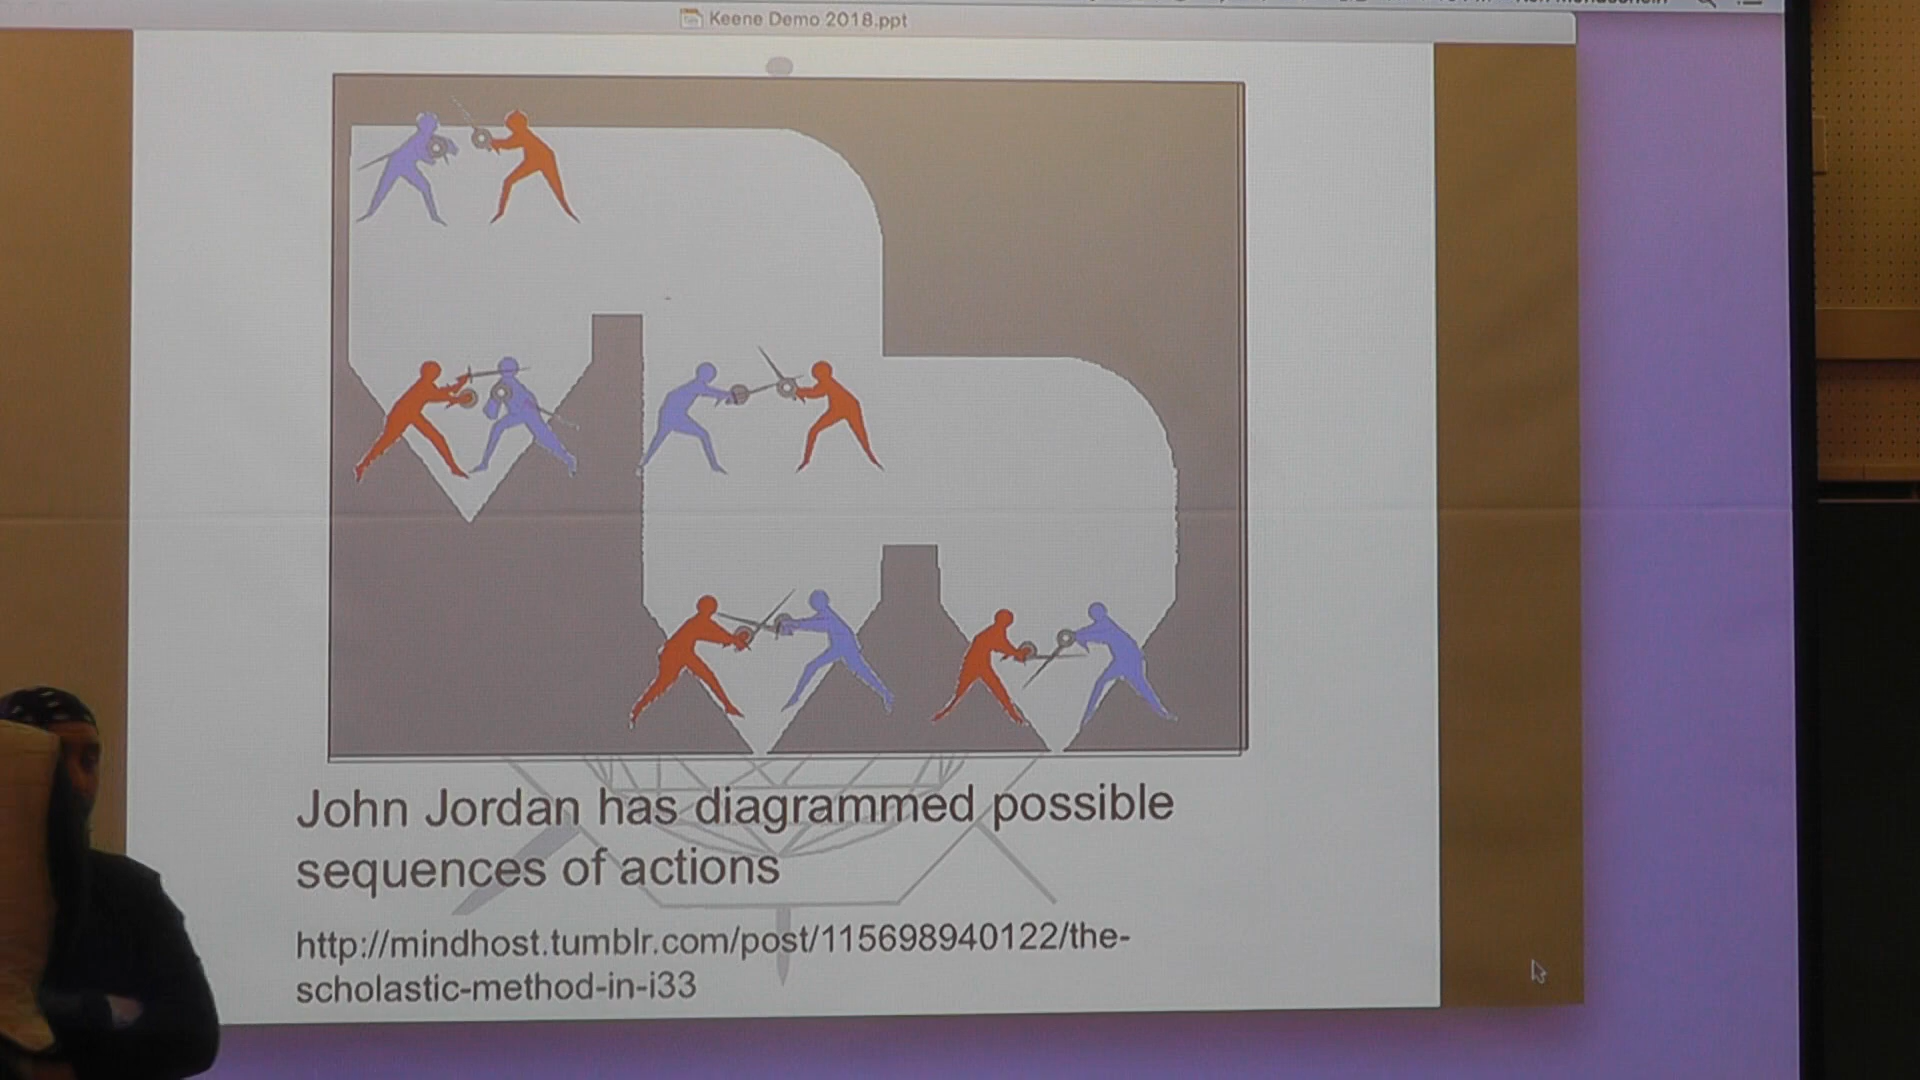 Keene Demo 2018.ppt
John Jordan has diagrammed possible
sequences of actions
http://mindhost.tumblr.com/post/115698940122/the-
scholastic-method-in-i33